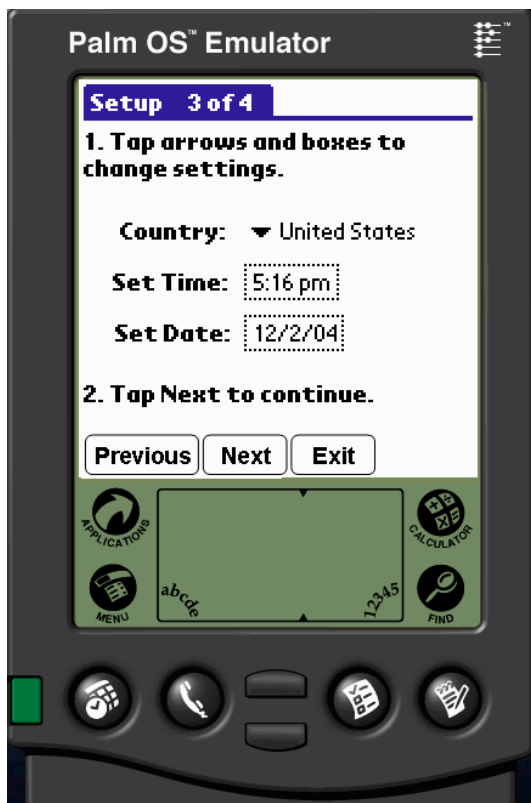 Palm OS™ Emulator
™
Setup 3 of 4
1. Tap arrows and boxes to
change settings.
Country: United States
Set Time: 5:16 pm
Set Date: 12/2/04
2. Tap Next to continue.
Previous Next Exit
APPLICATIONS
CALCULATOR
MENU
abcde
12345
FIND